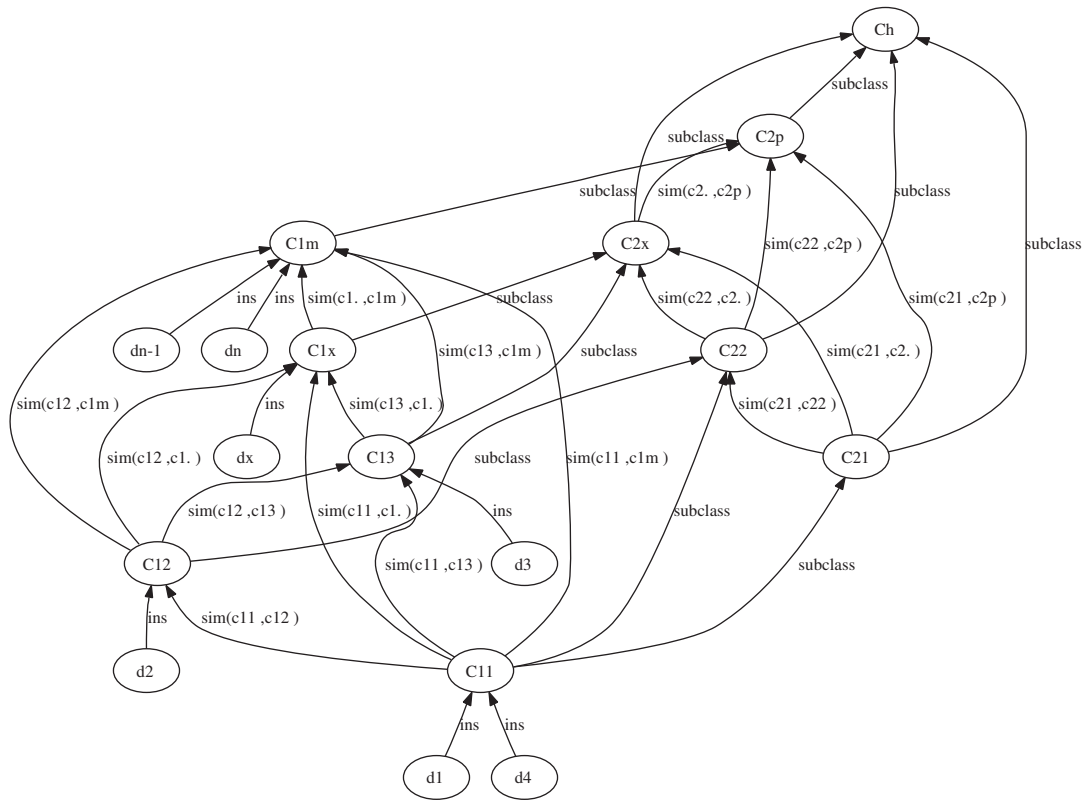 Ch
subclass
C2p
subclass
subclass
sim(c2. ,c2p )
subclass
C1m
C2x
sim(c22 ,c2p )
subclass
ins
ins
sim(c1. ,c1m )
subclass
sim(c22 ,c2. )
sim(c21 ,c2p )
dn-1
dn
C1x
sim(c13 ,c1m )
subclass
C22
sim(c21 ,c2. )
sim(c12 ,c1m )
ins
sim(c13 ,c1. )
sim(c21 ,c22 )
sim(c12 ,c1. )
dx
C13
subclass
sim(c11 ,c1m )
C21
sim(c12 ,c13 )
sim(c11 ,c1. )
ins
subclass
C12
sim(c11 ,c13 )
d3
subclass
ins
sim(c11 ,c12 )
d2
C11
ins
ins
d1
d4